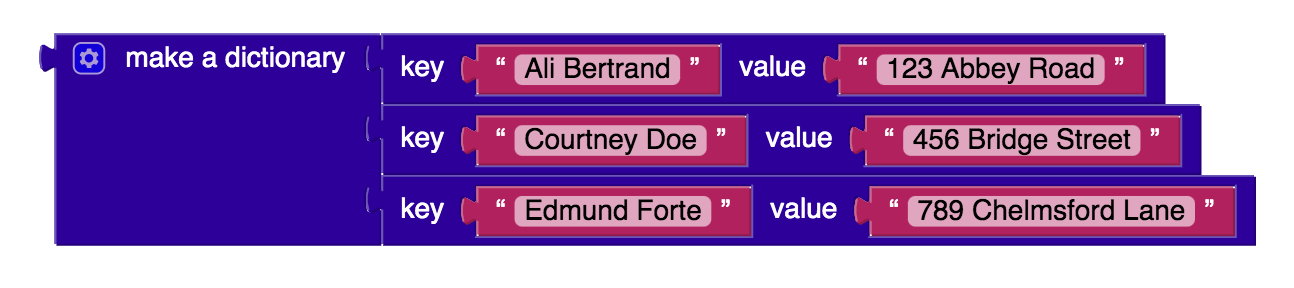 make a dictionary key “ Ali Bertrand ” value “ 123 Abbey Road ”
key “ Courtney Doe ” value “ 456 Bridge Street ”
key “ Edmund Forte ” value “ 789 Chelmsford Lane ”